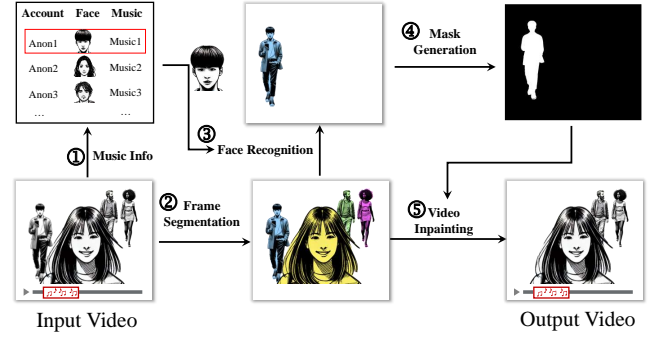 Account Face Music
Anon1 Music1
Anon2 Music2
Anon3 Music3
... ...
① Music Info
② Frame
Segmentation
③ Face Recognition
④ Mask
Generation
⑤ Video
Inpainting
Input Video
Output Video